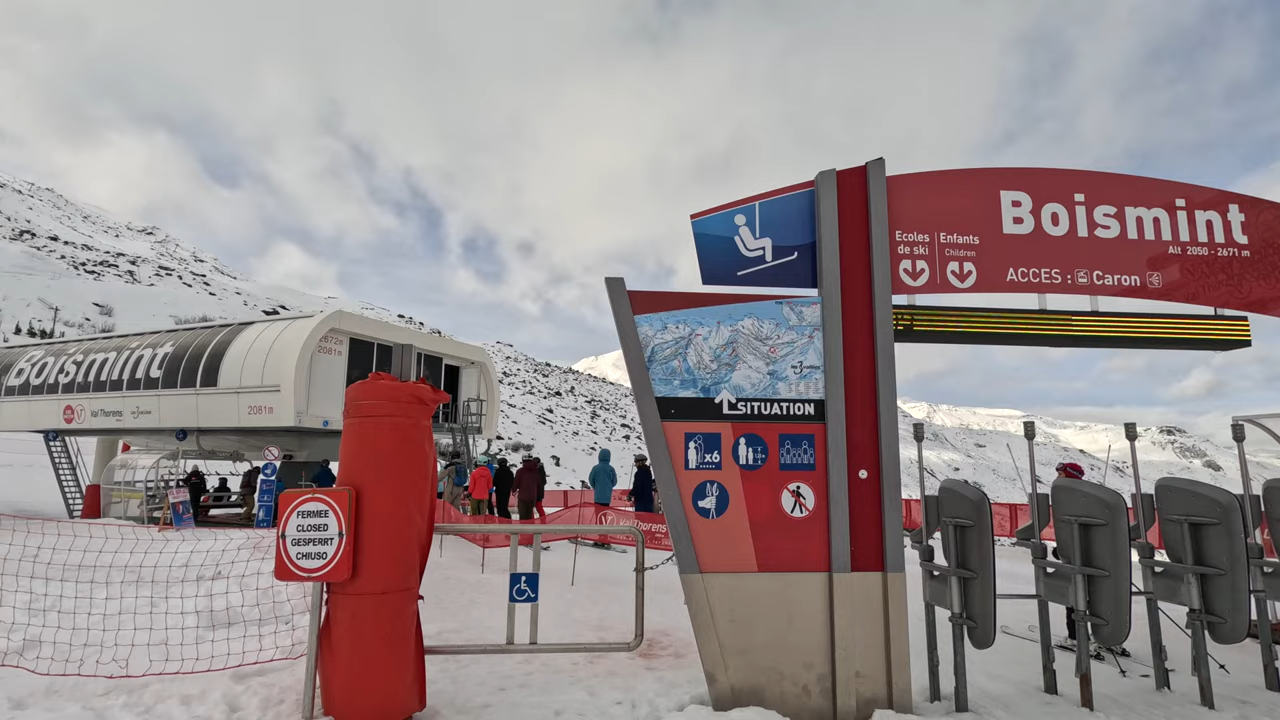 Boismint
Alt 2050 - 2671 m
Ecoles
de ski
Enfants
Children
ACCES : Caron
SITUATION
x6
Boismint
2672m
2081m
2081m
Val Thorens
FERMEE
CLOSED
GESPERRT
CHIUSO
Val Thorens